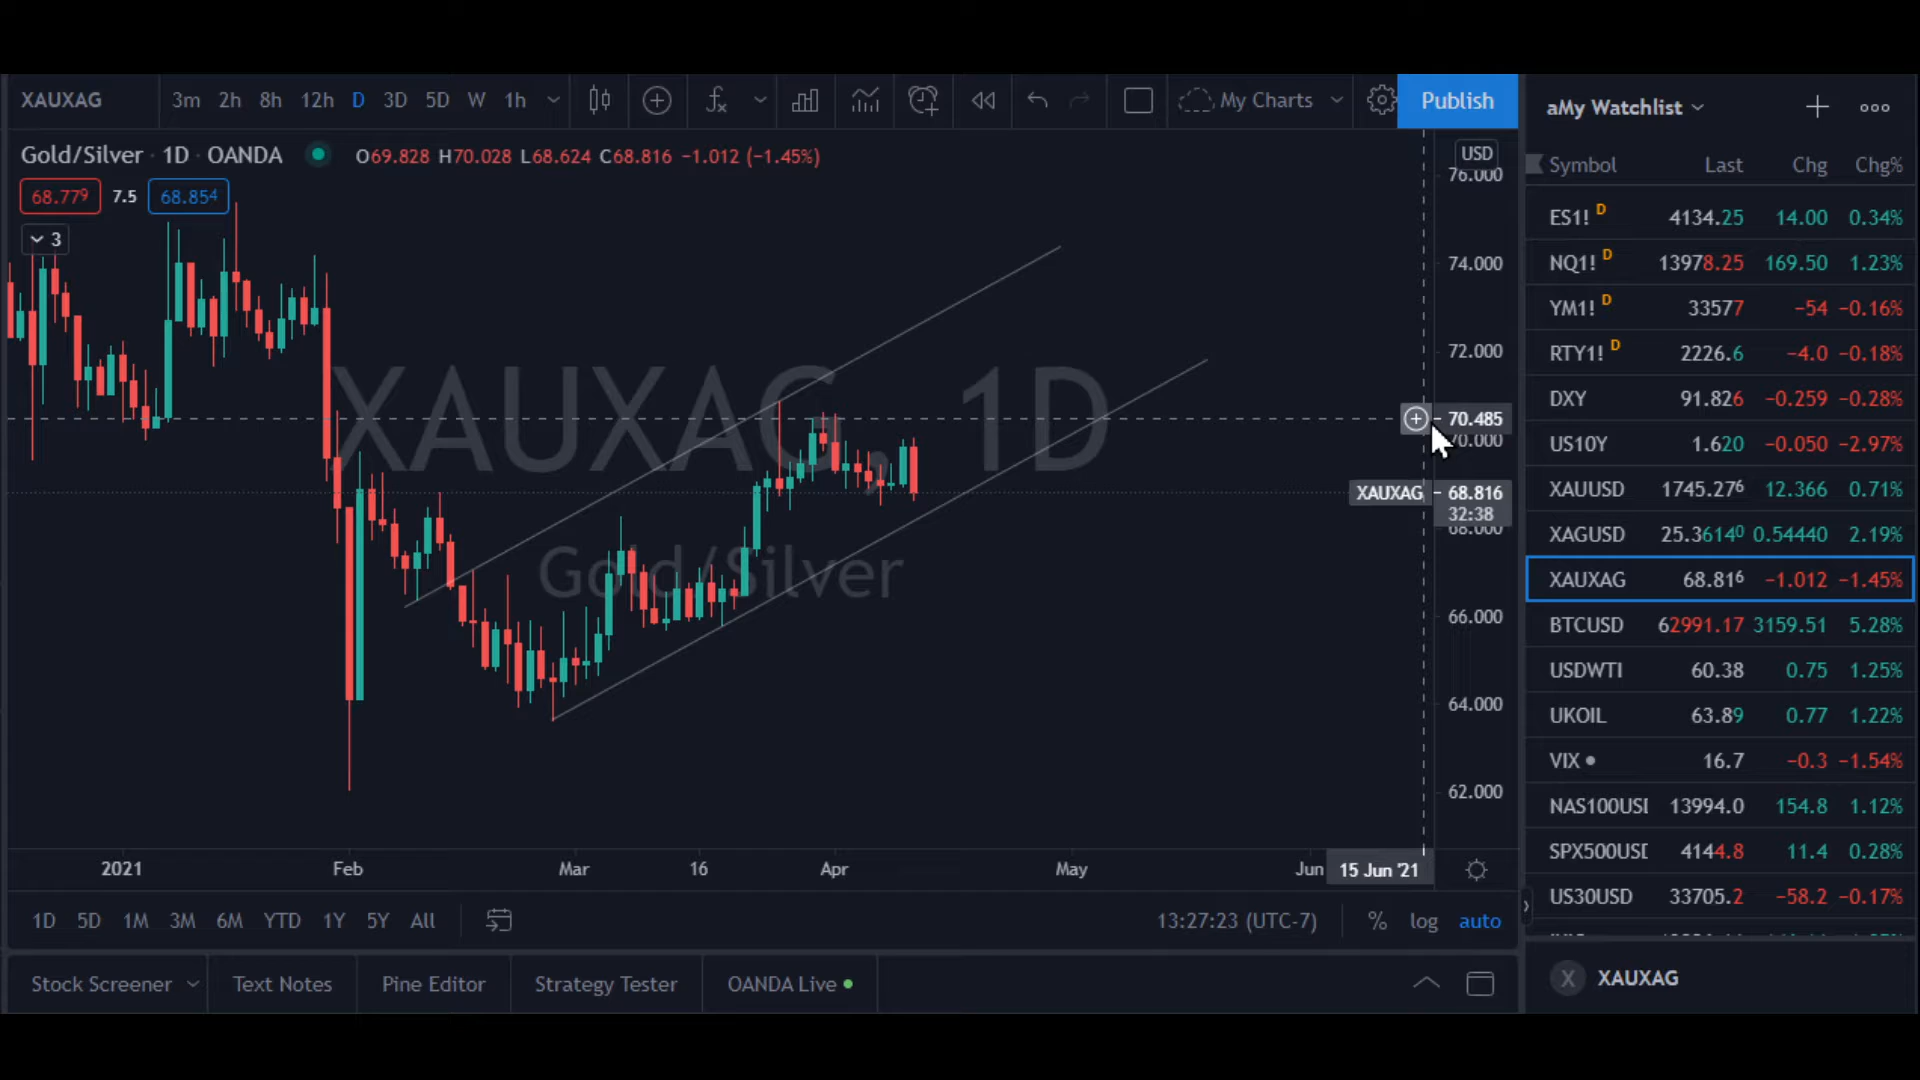 XAUXAG 3m 2h 8h 12h D 3D 5D W 1h My Charts Publish
Gold/Silver · 1D · OANDA O69.828 H70.028 L68.624 C68.816 −1.012 (−1.45%)
68.779 7.5 68.854
3
XAUXAG, 1D
Gold/Silver
USD
76.000
74.000
72.000
70.485
70.000
XAUXAG 68.816
32:38
68.000
66.000
64.000
62.000
2021 Feb Mar 16 Apr May Jun 15 Jun '21
1D 5D 1M 3M 6M YTD 1Y 5Y All 13:27:23 (UTC-7) % log auto
Stock Screener Text Notes Pine Editor Strategy Tester OANDA Live
aMy Watchlist
Symbol Last Chg Chg%
ES1! D 4134.25 14.00 0.34%
NQ1! D 13978.25 169.50 1.23%
YM1! D 33577 −54 −0.16%
RTY1! D 2226.6 −4.0 −0.18%
DXY 91.826 −0.259 −0.28%
US10Y 1.620 −0.050 −2.97%
XAUUSD 1745.276 12.366 0.71%
XAGUSD 25.36140 0.54440 2.19%
XAUXAG 68.816 −1.012 −1.45%
BTCUSD 62991.17 3159.51 5.28%
USDWTI 60.38 0.75 1.25%
UKOIL 63.89 0.77 1.22%
VIX 16.7 −0.3 −1.54%
NAS100USD 13994.0 154.8 1.12%
SPX500USD 4144.8 11.4 0.28%
US30USD 33705.2 −58.2 −0.17%
X XAUXAG